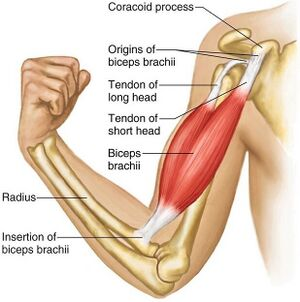 Coracoid process
Origins of
biceps brachii
Tendon of
long head
Tendon of
short head
Biceps
brachii
Radius
Insertion of
biceps brachii